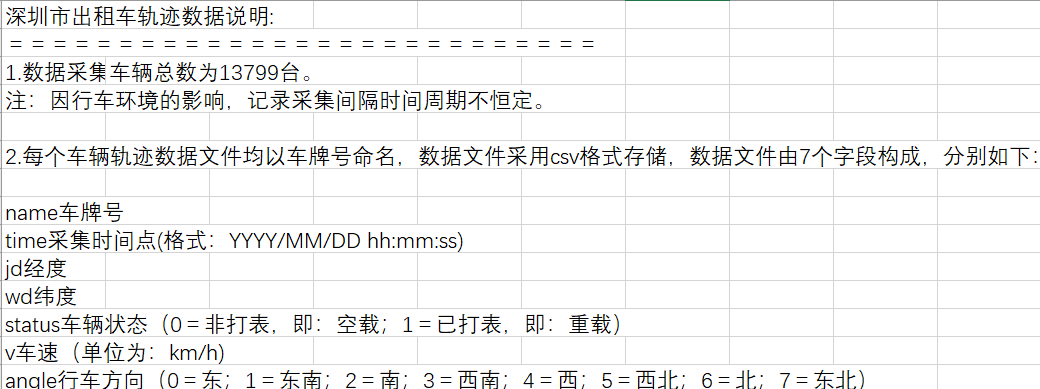 深圳市出租车轨迹数据说明:
＝＝＝＝＝＝＝＝＝＝＝＝＝＝＝＝＝＝＝＝＝＝＝＝＝＝＝
1.数据采集车辆总数为13799台。
注：因行车环境的影响，记录采集间隔时间周期不恒定。
2.每个车辆轨迹数据文件均以车牌号命名，数据文件采用csv格式存储，数据文件由7个字段构成，分别如下：
name车牌号
time采集时间点(格式：YYYY/MM/DD hh:mm:ss)
jd经度
wd纬度
status车辆状态（0＝非打表，即：空载；1＝已打表，即：重载）
v车速（单位为：km/h)
angle行车方向（0＝东；1＝东南；2＝南；3＝西南；4＝西；5＝西北；6＝北；7＝东北）